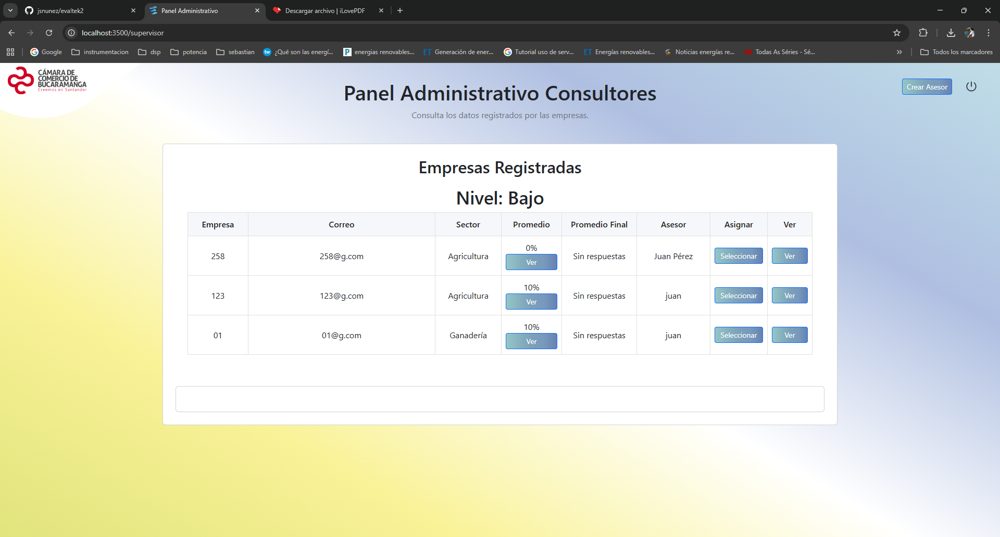 jsnunez/evaltek2
Panel Administrativo
Descargar archivo | iLovePDF
localhost:3500/supervisor
Google
instrumentacion
dsp
potencia
sebastian
tw
¿Qué son las energí...
P
energias renovables...
ET
Generación de ener...
Tutorial uso de serv...
ET
Energías renovables...
Noticias energías re...
Todas As Séries - Sé...
Todos los marcadores
CÁMARA DE
COMERCIO DE
BUCARAMANGA
Creemos en Santander
Panel Administrativo Consultores
Consulta los datos registrados por las empresas.
Crear Asesor
Empresas Registradas
Nivel: Bajo
Empresa Correo Sector Promedio Promedio Final Asesor Asignar Ver
258 258@g.com Agricultura 0% Ver Sin respuestas Juan Pérez Seleccionar Ver
123 123@g.com Agricultura 10% Ver Sin respuestas juan Seleccionar Ver
01 01@g.com Ganadería 10% Ver Sin respuestas juan Seleccionar Ver